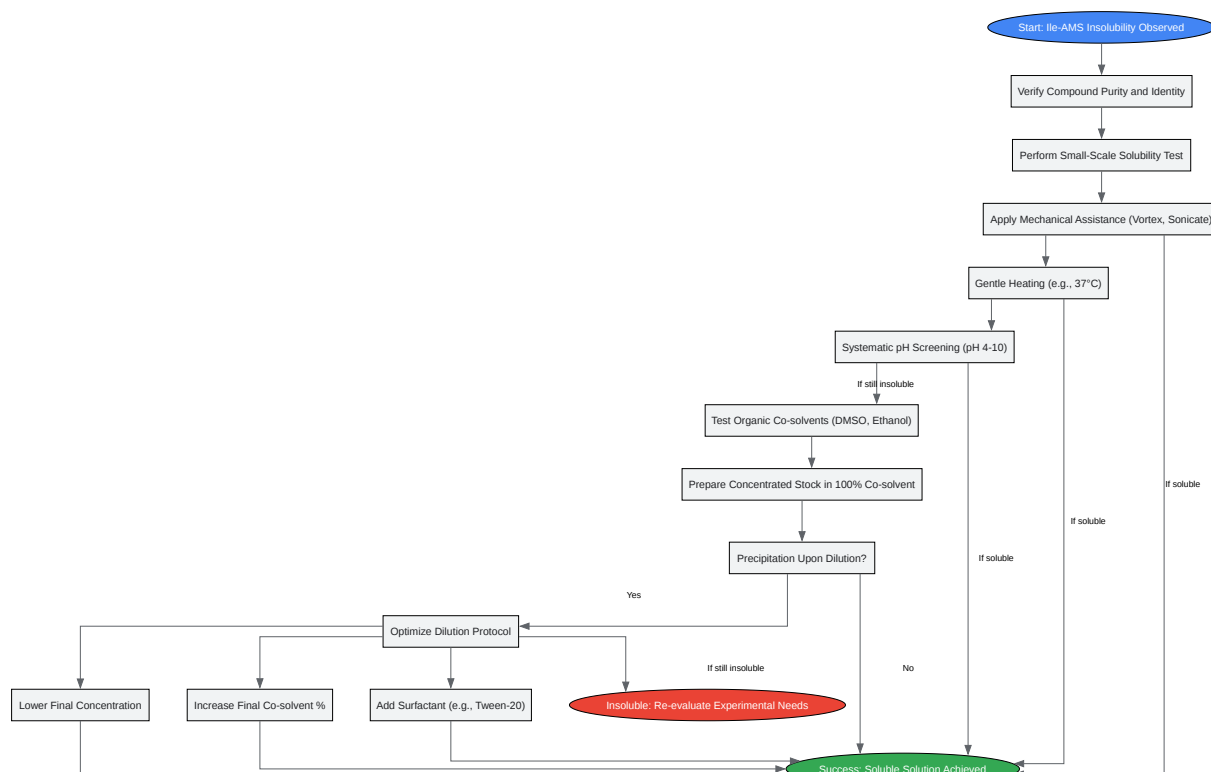 Start: Ile-AMS Insolubility Observed
Verify Compound Purity and Identity
Perform Small-Scale Solubility Test
Apply Mechanical Assistance (Vortex, Sonicate)
Gentle Heating (e.g., 37°C)
Systematic pH Screening (pH 4-10)
If still insoluble
Test Organic Co-solvents (DMSO, Ethanol)
Prepare Concentrated Stock in 100% Co-solvent
If soluble
If soluble
Precipitation Upon Dilution?
If soluble
Yes
Optimize Dilution Protocol
If still insoluble
No
Lower Final Concentration
Increase Final Co-solvent %
Add Surfactant (e.g., Tween-20)
Insoluble: Re-evaluate Experimental Needs
Success: Soluble Solution Achieved